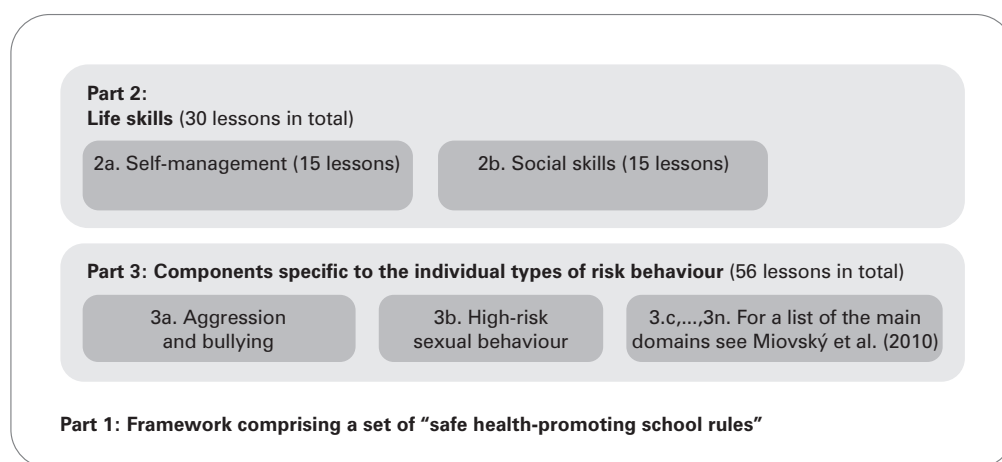 Part 2:
Life skills (30 lessons in total)
2a. Self-management (15 lessons)
2b. Social skills (15 lessons)
Part 3: Components specific to the individual types of risk behaviour (56 lessons in total)
3a. Aggression
and bullying
3b. High-risk
sexual behaviour
3.c,...,3n. For a list of the main
domains see Miovský et al. (2010)
Part 1: Framework comprising a set of “safe health-promoting school rules”